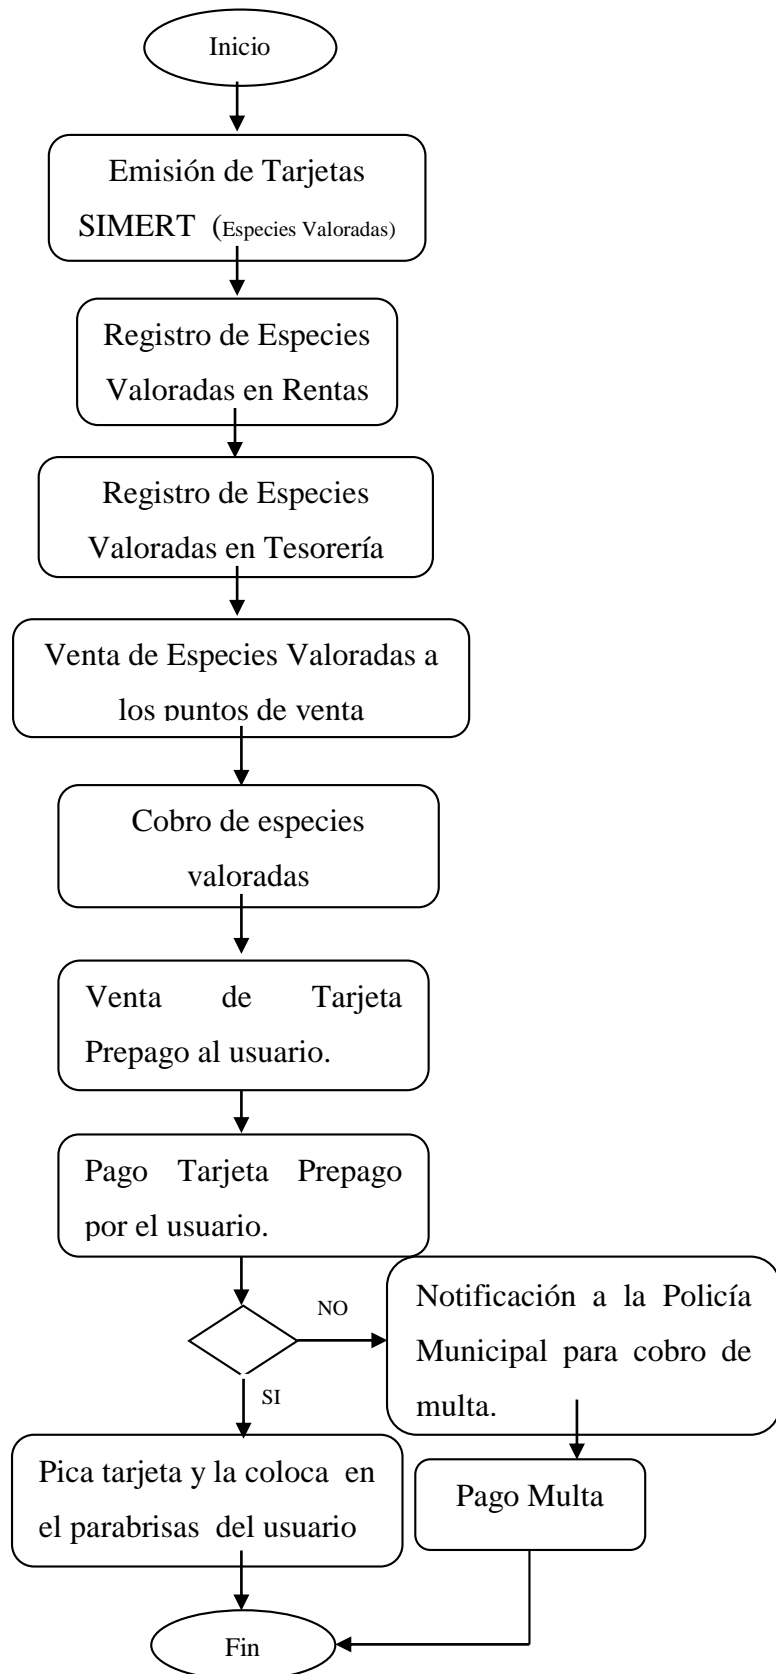 Inicio
Emisión de Tarjetas
SIMERT (Especies Valoradas)
Registro de Especies
Valoradas en Rentas
Registro de Especies
Valoradas en Tesorería
Venta de Especies Valoradas a
los puntos de venta
Cobro de especies
valoradas
Venta de Tarjeta
Prepago al usuario.
Pago Tarjeta Prepago
por el usuario.
NO
Notificación a la Policía
Municipal para cobro de
multa.
SI
Pica tarjeta y la coloca en
el parabrisas del usuario
Pago Multa
Fin